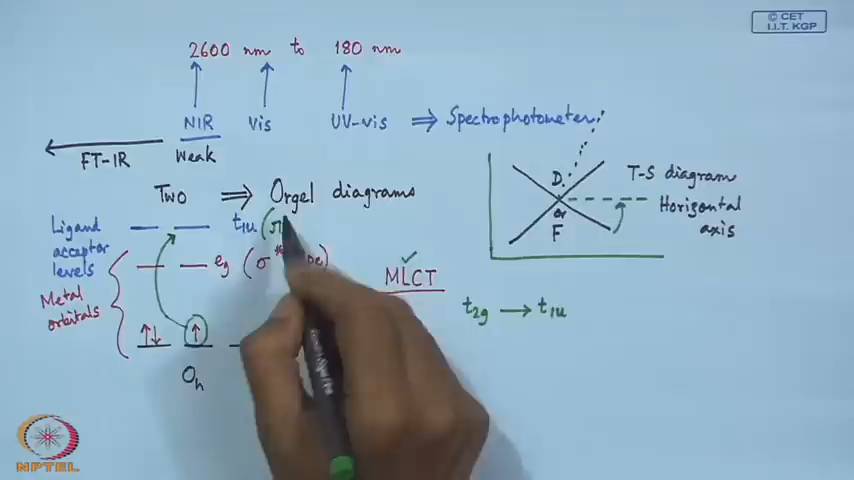 © CET
I.I.T. KGP
2600 nm to 180 nm
NIR Vis UV-vis ⇒ Spectrophotometer
FT-IR Weak
Two ⇒ Orgel diagrams
D
or
F
T-S diagram
Horizontal
axis
Ligand
acceptor
levels
t₁u (π
eg (σ*
Metal
orbitals
MLCT ✓
t₂g → t₁u
Oh
NPTEL